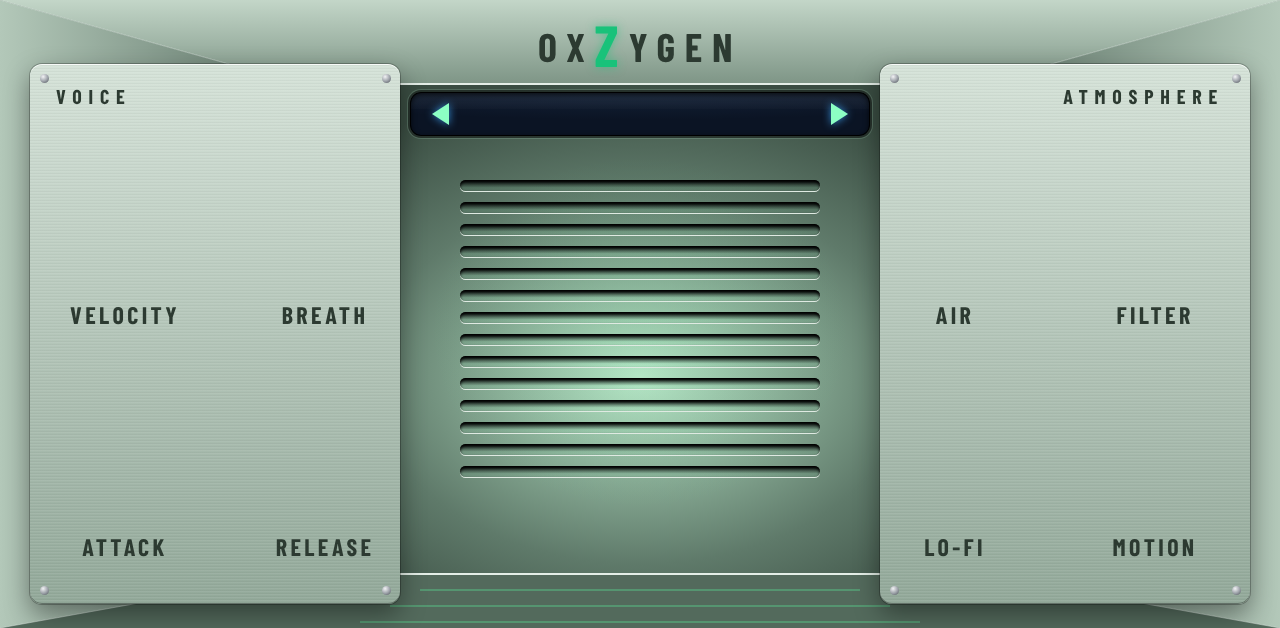 OXZYGEN
VOICE
ATMOSPHERE
VELOCITY BREATH
AIR FILTER
ATTACK RELEASE
LO-FI MOTION